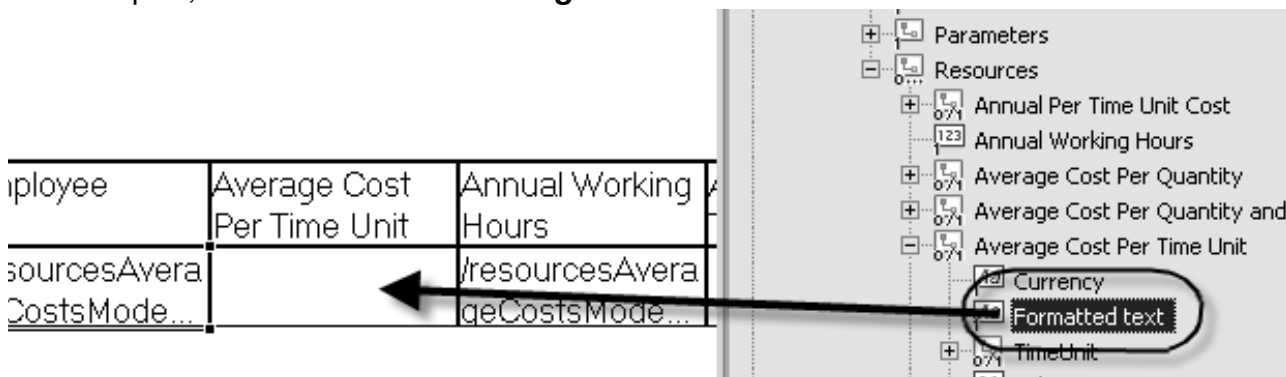 Parameters
Resources
Annual Per Time Unit Cost
Annual Working Hours
Average Cost Per Quantity
Average Cost Per Quantity and
Average Cost Per Time Unit
Currency
Formatted text
TimeUnit
nployee
Average Cost
Per Time Unit
Annual Working
Hours
sourcesAvera
CostsMode...
/resourcesAvera
geCostsMode...